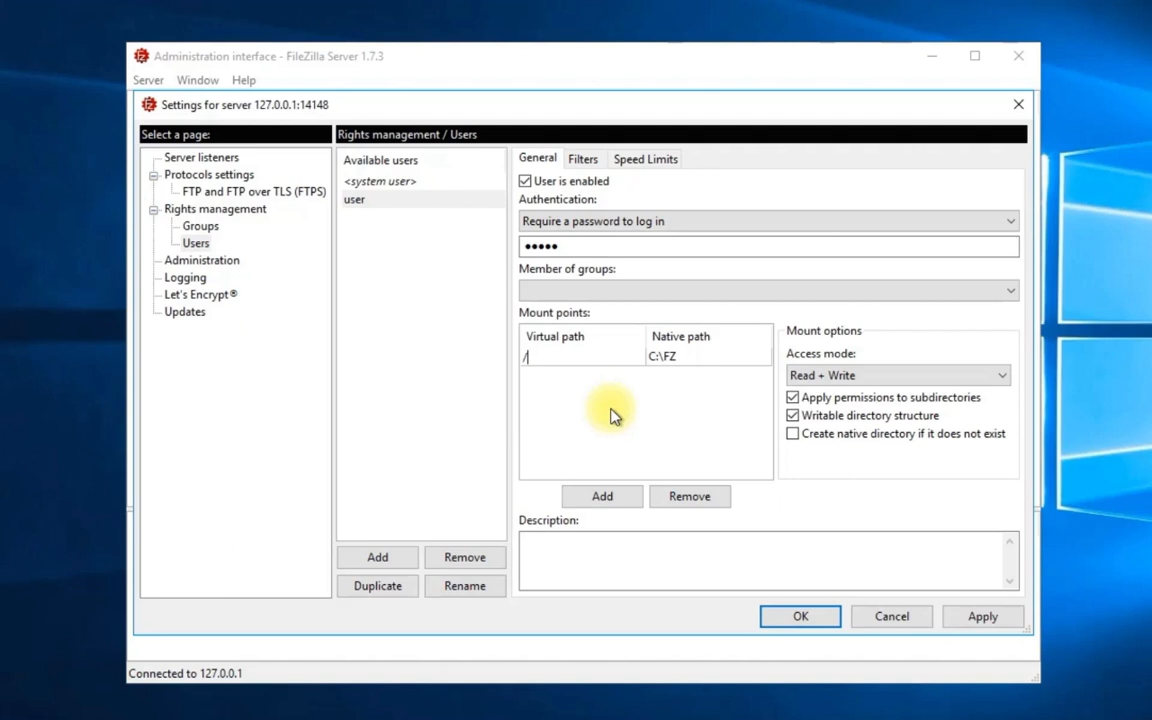 Administration interface - FileZilla Server 1.7.3
Server Window Help
Settings for server 127.0.0.1:14148
Select a page:
Server listeners
Protocols settings
FTP and FTP over TLS (FTPS)
Rights management
Groups
Users
Administration
Logging
Let's Encrypt®
Updates
Rights management / Users
Available users
<system user>
user
Add
Remove
Duplicate
Rename
General
Filters
Speed Limits
User is enabled
Authentication:
Require a password to log in
•••••
Member of groups:
Mount points:
Virtual path
Native path
/
C:\FZ
Mount options
Access mode:
Read + Write
Apply permissions to subdirectories
Writable directory structure
Create native directory if it does not exist
Add
Remove
Description:
OK
Cancel
Apply
Connected to 127.0.0.1